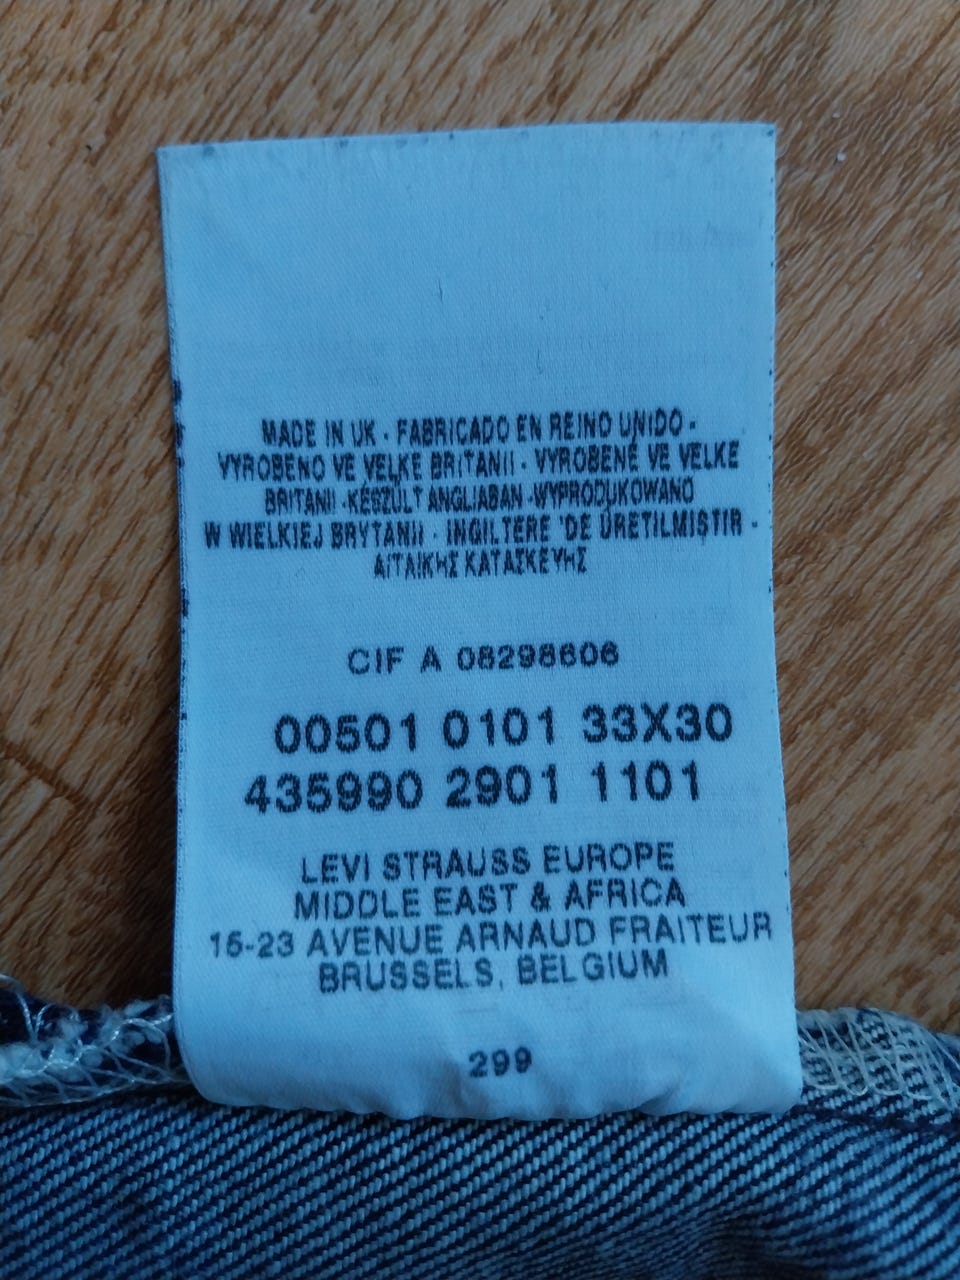 MADE IN UK - FABRICADO EN REINO UNIDO -
VYROBENO VE VELKE BRITANII - VYROBENÉ VE VELKE
BRITANII -KÉSZÜLT ANGLIABAN -WYPRODUKOWANO
W WIELKIEJ BRYTANII - INGILTERE 'DE ÜRETILMIŞTIR -
ΑΙΤΛΙΚΗΣ ΚΑΤΑΣΚΕΥΗΣ
CIF A 08298606
00501 0101 33X30
435990 2901 1101
LEVI STRAUSS EUROPE
MIDDLE EAST & AFRICA
15-23 AVENUE ARNAUD FRAITEUR
BRUSSELS, BELGIUM
299